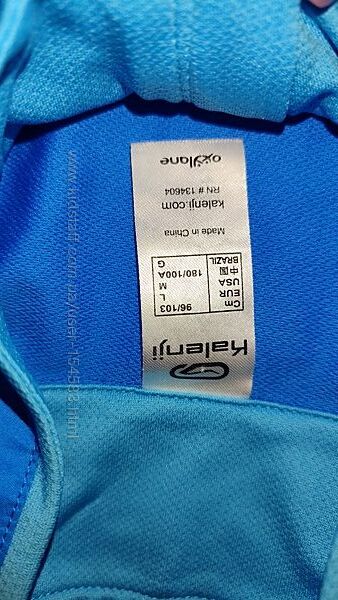 Kalenji
Cm 96/103
EUR L
USA M
中国 180/100A
BRAZIL G
Made in China
kalenji.com
RN # 134604
oxylane